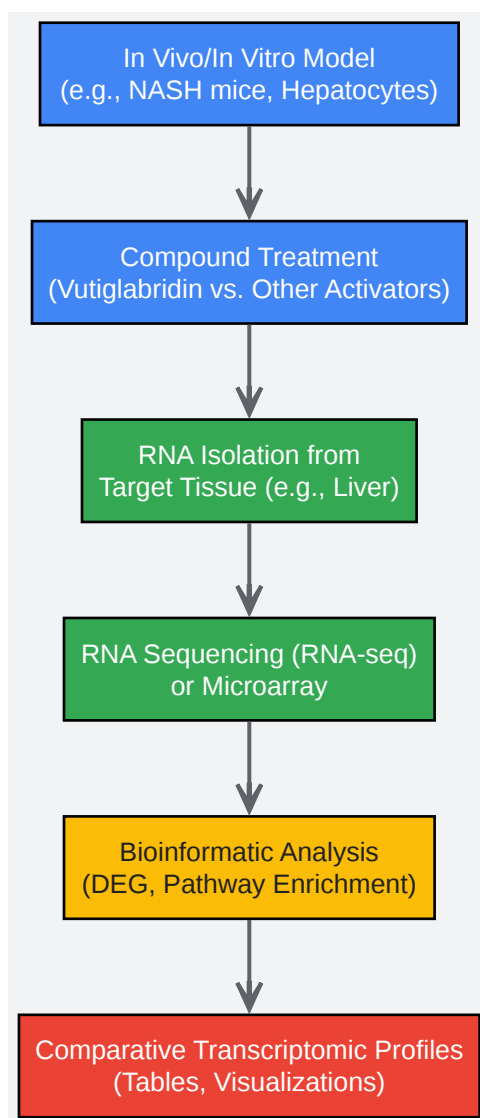 In Vivo/In Vitro Model
(e.g., NASH mice, Hepatocytes)
Compound Treatment
(Vutiglabridin vs. Other Activators)
RNA Isolation from
Target Tissue (e.g., Liver)
RNA Sequencing (RNA-seq)
or Microarray
Bioinformatic Analysis
(DEG, Pathway Enrichment)
Comparative Transcriptomic Profiles
(Tables, Visualizations)